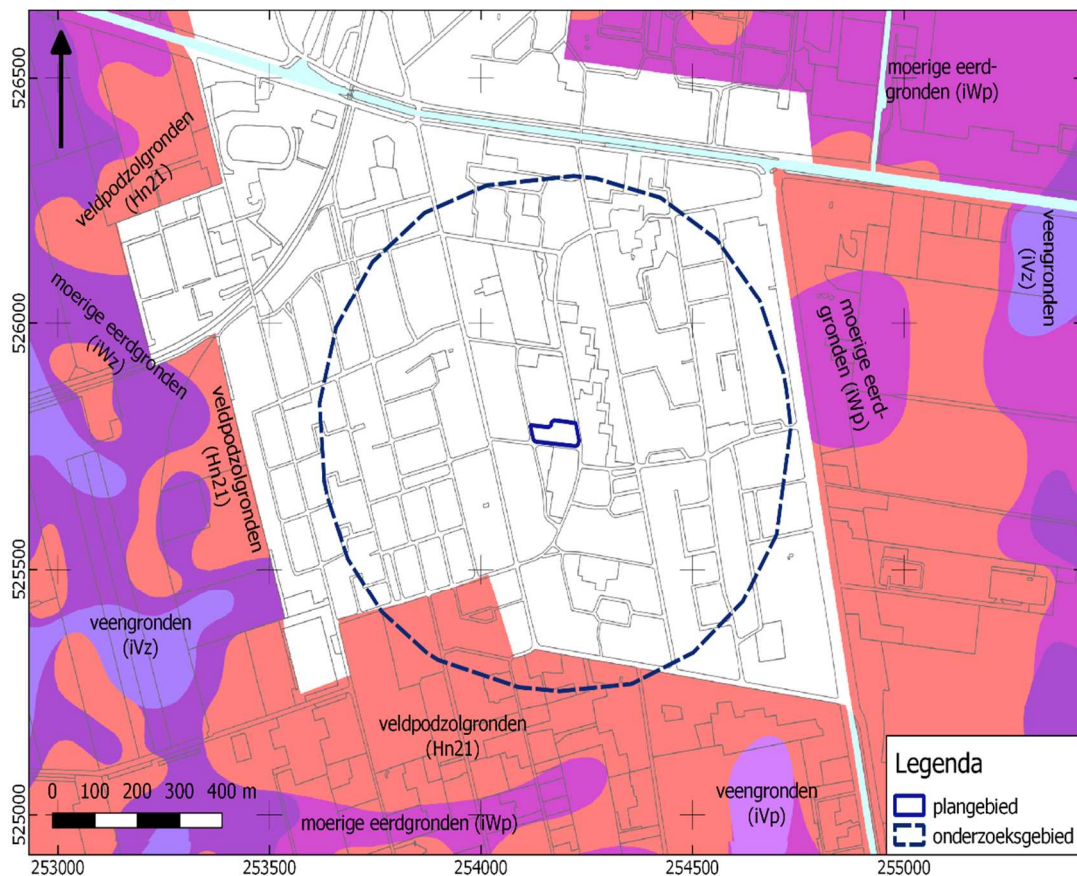 526500
526000
525500
525000
253000
253500
254000
254500
255000
veldpodzolgronden
(Hn21)
moerige eerd-
gronden (iWp)
veengronden
(iVz)
moerige eerdgronden
(iWz)
moerige eerd-
gronden (iWp)
veldpodzolgronden
(Hn21)
veengronden
(iVz)
veldpodzolgronden
(Hn21)
veengronden
(iVp)
moerige eerdgronden (iWp)
0 100 200 300 400 m
Legenda
plangebied
onderzoeksgebied